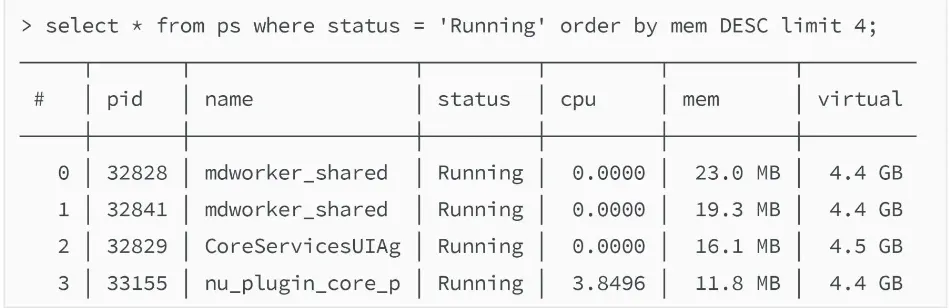 > select * from ps where status = 'Running' order by mem DESC limit 4;
# | pid | name | status | cpu | mem | virtual
0 | 32828 | mdworker_shared | Running | 0.0000 | 23.0 MB | 4.4 GB
1 | 32841 | mdworker_shared | Running | 0.0000 | 19.3 MB | 4.4 GB
2 | 32829 | CoreServicesUIAg | Running | 0.0000 | 16.1 MB | 4.5 GB
3 | 33155 | nu_plugin_core_p | Running | 3.8496 | 11.8 MB | 4.4 GB